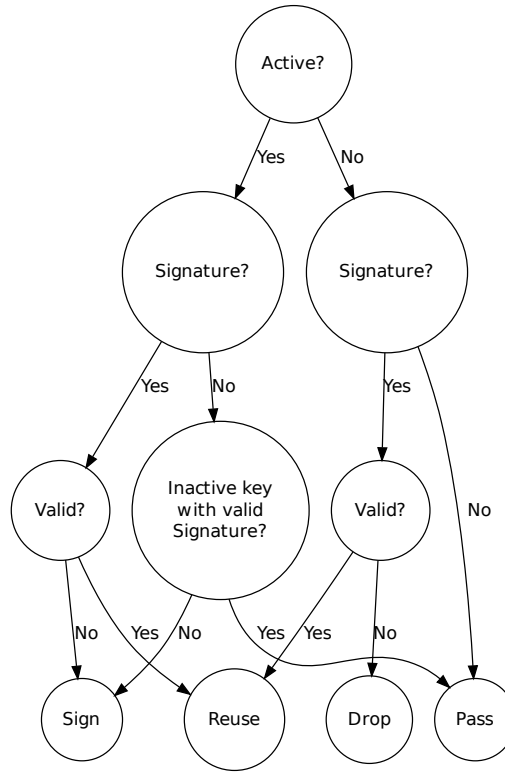 Active?
Yes
No
Signature?
Signature?
Yes
No
Yes
Valid?
Inactive key
with valid
Signature?
Valid?
No
No
Yes
No
Yes
Yes
No
Sign
Reuse
Drop
Pass